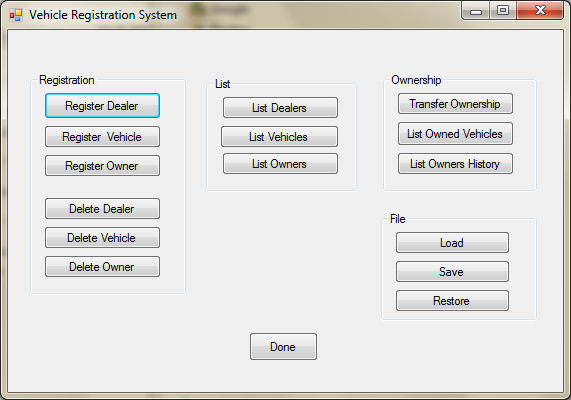 Vehicle Registration System
Registration
Register Dealer
Register Vehicle
Register Owner
Delete Dealer
Delete Vehicle
Delete Owner
List
List Dealers
List Vehicles
List Owners
Ownership
Transfer Ownership
List Owned Vehicles
List Owners History
File
Load
Save
Restore
Done